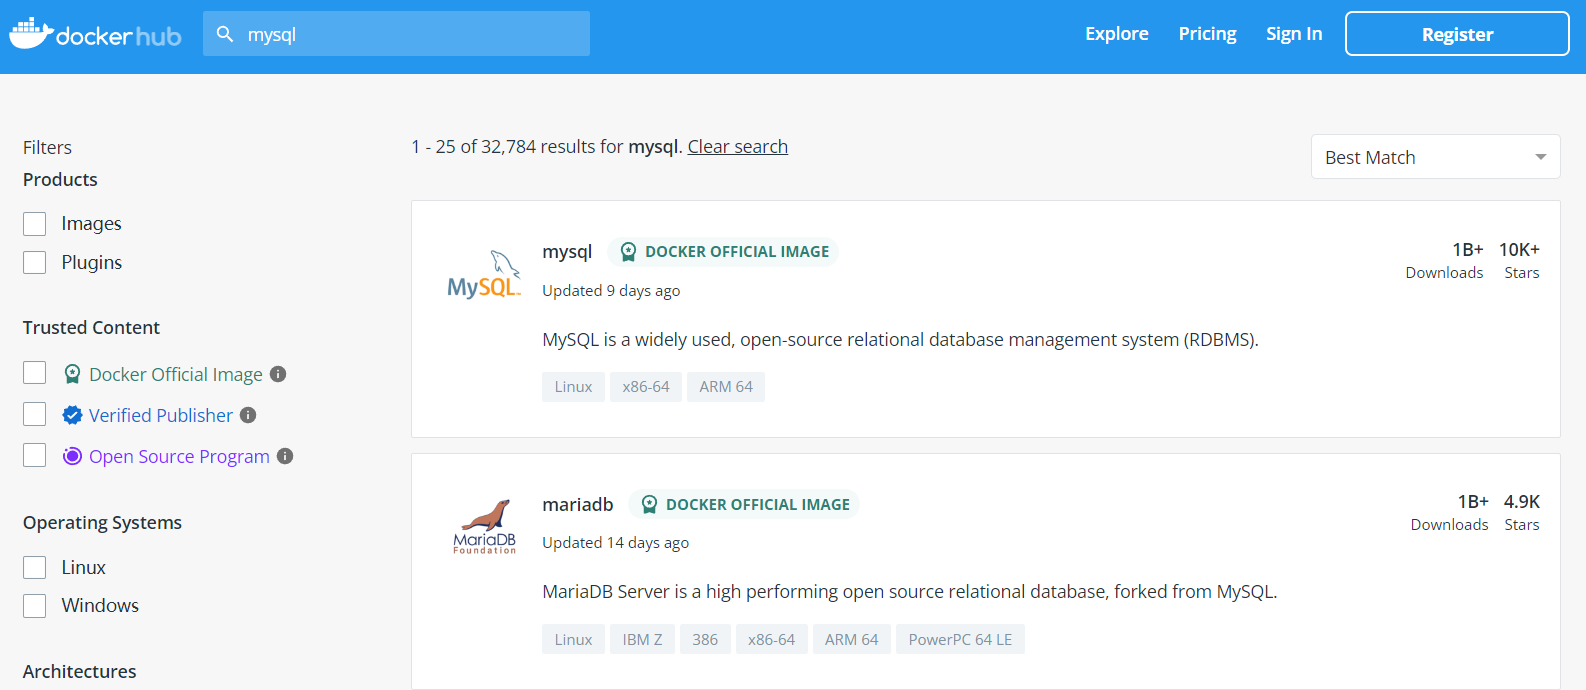 docker hub
mysql
Explore
Pricing
Sign In
Register
Filters
Products
Images
Plugins
Trusted Content
Docker Official Image
Verified Publisher
Open Source Program
Operating Systems
Linux
Windows
Architectures
1 - 25 of 32,784 results for mysql. Clear search
Best Match
MySQL
mysql DOCKER OFFICIAL IMAGE
Updated 9 days ago
1B+ 10K+
Downloads Stars
MySQL is a widely used, open-source relational database management system (RDBMS).
Linux x86-64 ARM 64
MariaDB
Foundation
mariadb DOCKER OFFICIAL IMAGE
Updated 14 days ago
1B+ 4.9K
Downloads Stars
MariaDB Server is a high performing open source relational database, forked from MySQL.
Linux IBM Z 386 x86-64 ARM 64 PowerPC 64 LE